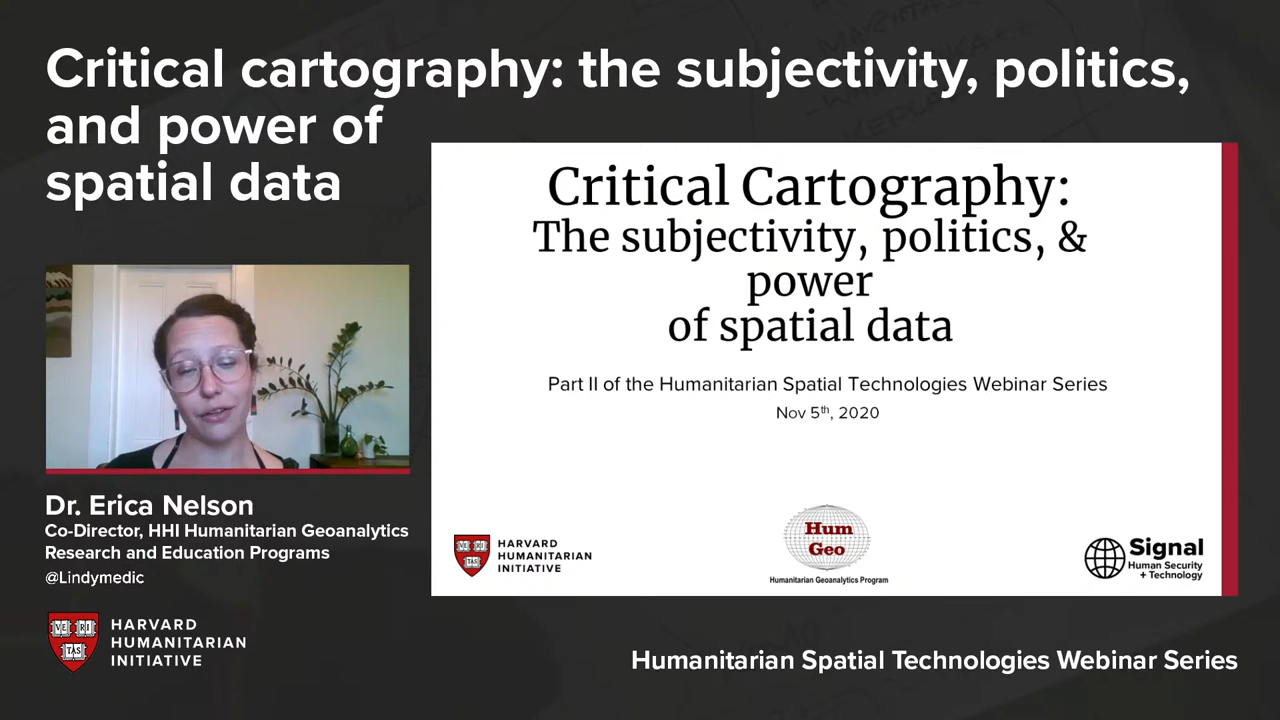 Critical cartography: the subjectivity, politics,
and power of
spatial data
Critical Cartography:
The subjectivity, politics, &
power
of spatial data
Part II of the Humanitarian Spatial Technologies Webinar Series
Nov 5th, 2020
HARVARD
HUMANITARIAN
INITIATIVE
Hum
Geo
Humanitarian Geoanalytics Program
Signal
Human Security
+ Technology
Dr. Erica Nelson
Co-Director, HHI Humanitarian Geoanalytics
Research and Education Programs
@Lindymedic
VE RI
TAS
HARVARD
HUMANITARIAN
INITIATIVE
Humanitarian Spatial Technologies Webinar Series